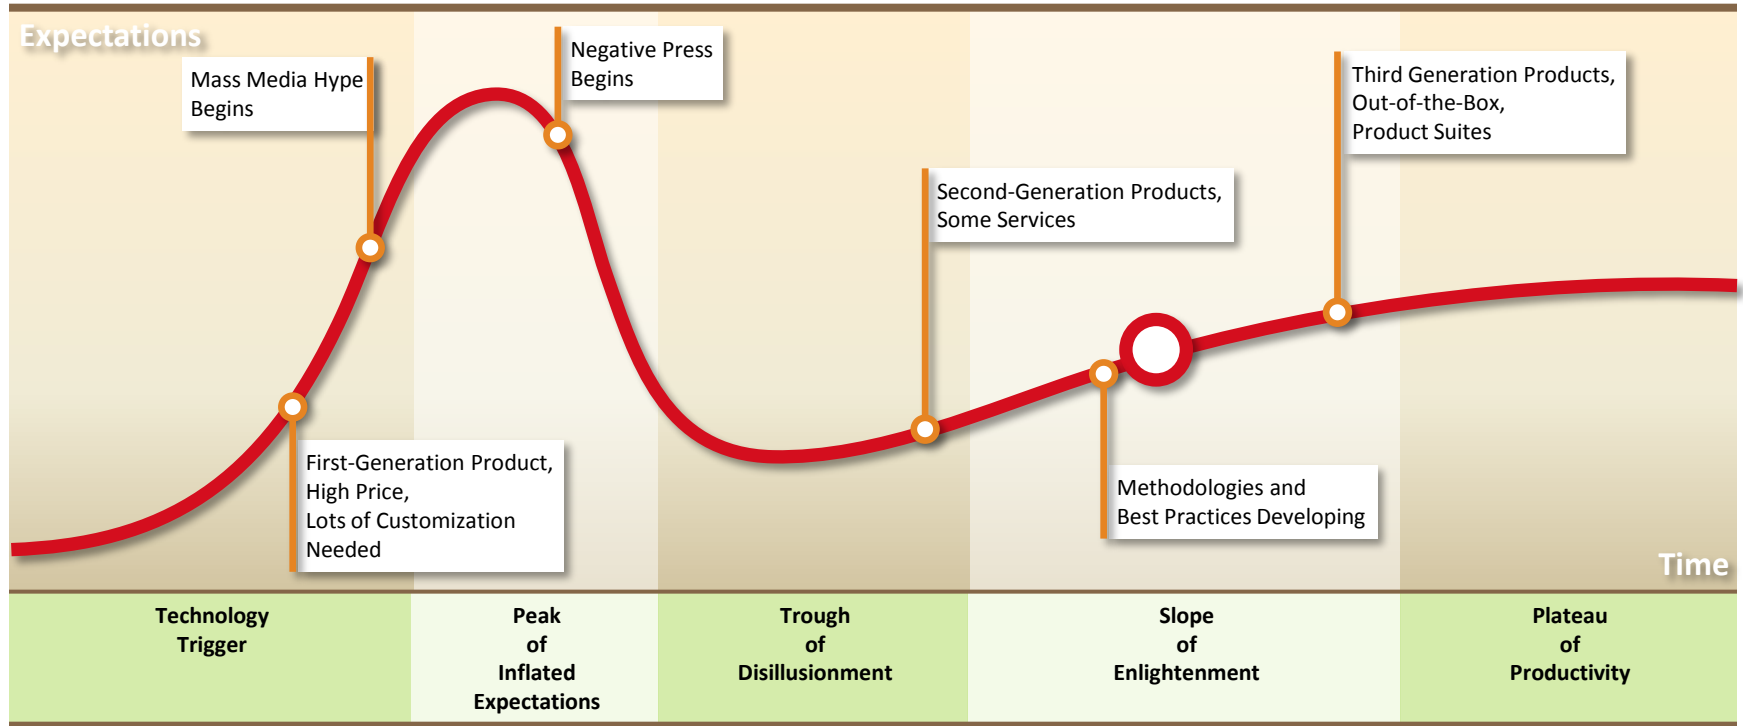 Expectations
Mass Media Hype
Begins
Negative Press
Begins
Third Generation Products,
Out-of-the-Box,
Product Suites
Second-Generation Products,
Some Services
First-Generation Product,
High Price,
Lots of Customization
Needed
Methodologies and
Best Practices Developing
Time
Technology
Trigger
Peak
of
Inflated
Expectations
Trough
of
Disillusionment
Slope
of
Enlightenment
Plateau
of
Productivity